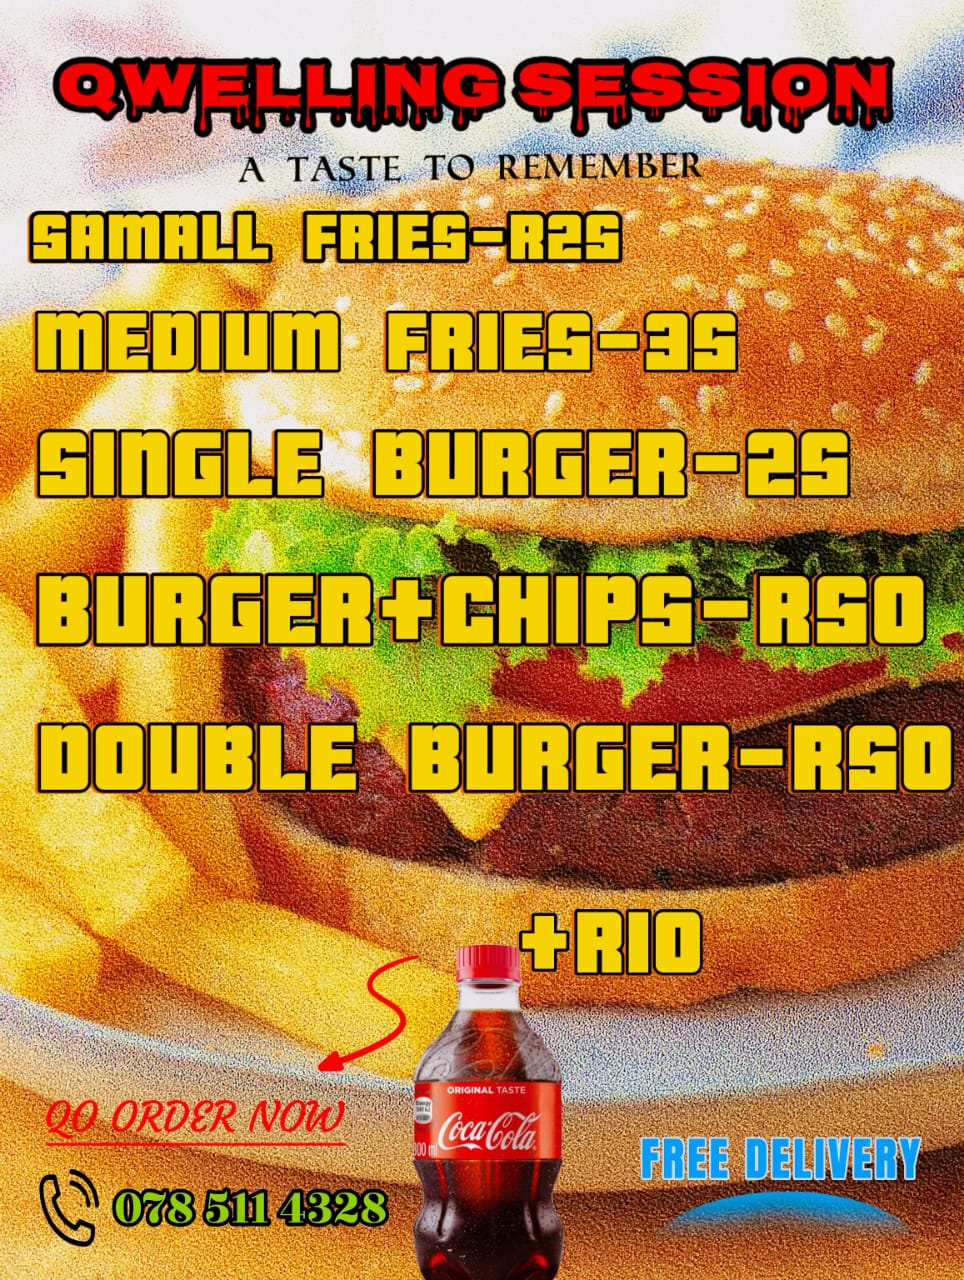 QWELLING SESSION
A TASTE TO REMEMBER
SAMALL FRIES-R25
MEDIUM FRIES-35
SINGLE BURGER-25
BURGER+CHIPS-R50
DOUBLE BURGER-R50
+R10
ORIGINAL TASTE
Coca-Cola
QO ORDER NOW
FREE DELIVERY
078 511 4328